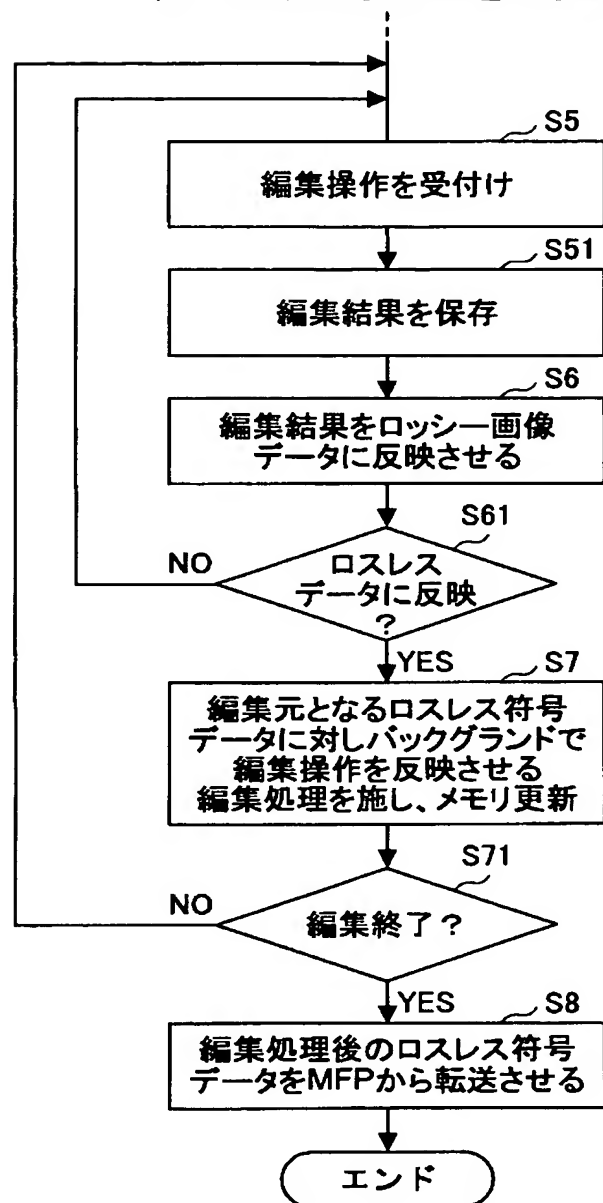 S5
編集操作を受付け
S51
編集結果を保存
S6
編集結果をロッシー画像
データに反映させる
S61
NO
ロスレス
データに反映
?
YES
S7
編集元となるロスレス符号
データに対しバックグランドで
編集操作を反映させる
編集処理を施し、メモリ更新
S71
NO
編集終了?
YES
S8
編集処理後のロスレス符号
データをMFPから転送させる
エンド